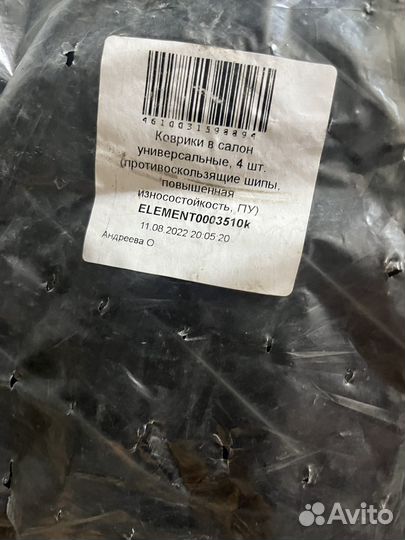 4610031598894
Коврики в салон
универсальные, 4 шт.
(противоскользящие шипы,
повышенная
износостойкость, ПУ)
ELEMENT0003510k
11.08.2022 20:05:20
Андреева О
Avito